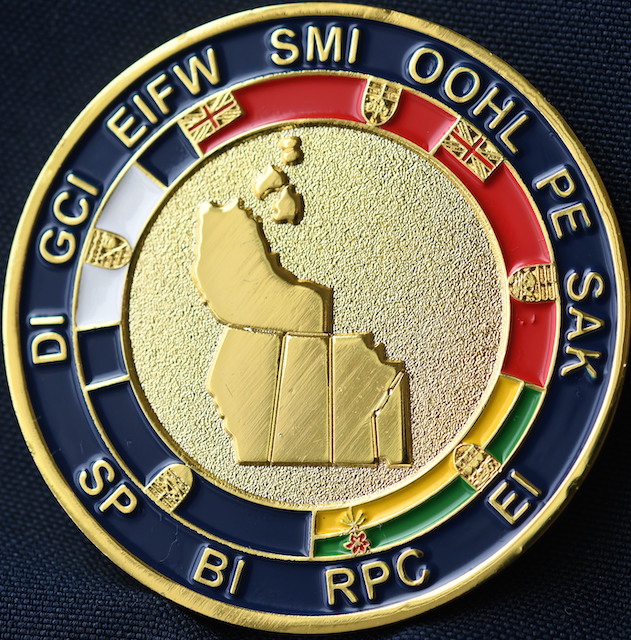 DI
GCI
EIFW
SMI
OOHL
PE
SAK
EI
RPC
BI
SP